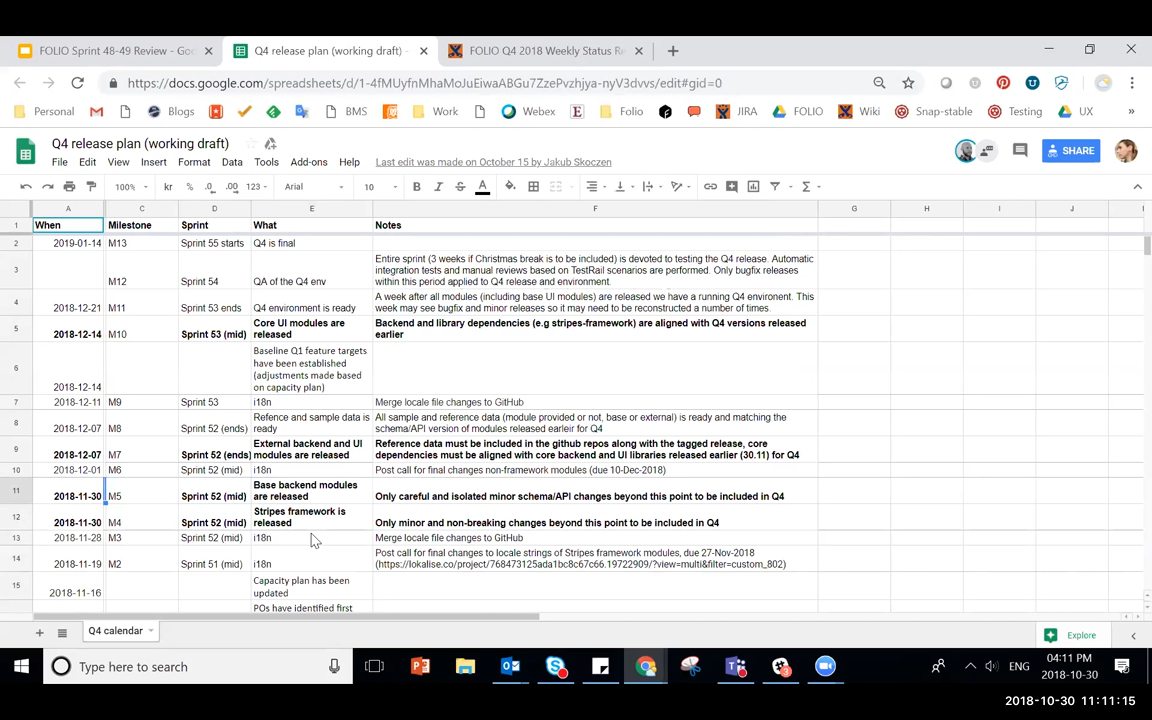 FOLIO Sprint 48-49 Review - Goo
Q4 release plan (working draft) -
FOLIO Q4 2018 Weekly Status Re
https://docs.google.com/spreadsheets/d/1-4fMUyfnMhaMoJuEiwaABGu7ZzePvzhjya-nyV3dvvs/edit#gid=0
Personal
Blogs
BMS
Work
Webex
Folio
JIRA
FOLIO
Wiki
Snap-stable
Testing
UX
»
Q4 release plan (working draft)
File Edit View Insert Format Data Tools Add-ons Help Last edit was made on October 15 by Jakub Skoczen
SHARE
100% kr % .0 .00 123 Arial 10 B I S A
A C D E F G H I J
1 When Milestone Sprint What Notes
2 2019-01-14 M13 Sprint 55 starts Q4 is final
3 M12 Sprint 54 QA of the Q4 env
Entire sprint (3 weeks if Christmas break is to be included) is devoted to testing the Q4 release. Automatic
integration tests and manual reviews based on TestRail scenarios are performed. Only bugfix releases
within this period applied to Q4 release and environment.
4 2018-12-21 M11 Sprint 53 ends Q4 environment is ready
A week after all modules (including base UI modules) are released we have a running Q4 environent. This
week may see bugfix and minor releases so it may need to be reconstructed a number of times.
5 2018-12-14 M10 Sprint 53 (mid)
Core UI modules are
released
Backend and library dependencies (e.g stripes-framework) are aligned with Q4 versions released
earlier
6 2018-12-14
Baseline Q1 feature targets
have been established
(adjustments made based
on capacity plan)
7 2018-12-11 M9 Sprint 53 i18n Merge locale file changes to GitHub
8 2018-12-07 M8 Sprint 52 (ends)
Refence and sample data is
ready
All sample and reference data (module provided or not, base or external) is ready and matching the
schema/API version of modules released earleir for Q4
9 2018-12-07 M7 Sprint 52 (ends)
External backend and UI
modules are released
Reference data must be included in the github repos along with the tagged release, core
dependencies must be aligned with core backend and UI libraries released earlier (30.11) for Q4
10 2018-12-01 M6 Sprint 52 (mid) i18n Post call for final changes non-framework modules (due 10-Dec-2018)
11 2018-11-30 M5 Sprint 52 (mid)
Base backend modules
are released
Only careful and isolated minor schema/API changes beyond this point to be included in Q4
12 2018-11-30 M4 Sprint 52 (mid)
Stripes framework is
released
Only minor and non-breaking changes beyond this point to be included in Q4
13 2018-11-28 M3 Sprint 52 (mid) i18n Merge locale file changes to GitHub
14 2018-11-19 M2 Sprint 51 (mid) i18n
Post call for final changes to locale strings of Stripes framework modules, due 27-Nov-2018
(https://lokalise.co/project/768473125ada1bc8c67c66.19722909/?view=multi&filter=custom_802)
15 2018-11-16
Capacity plan has been
updated
POs have identified first
Q4 calendar
Explore
Type here to search
ENG
04:11 PM
2018-10-30
2018-10-30 11:11:15